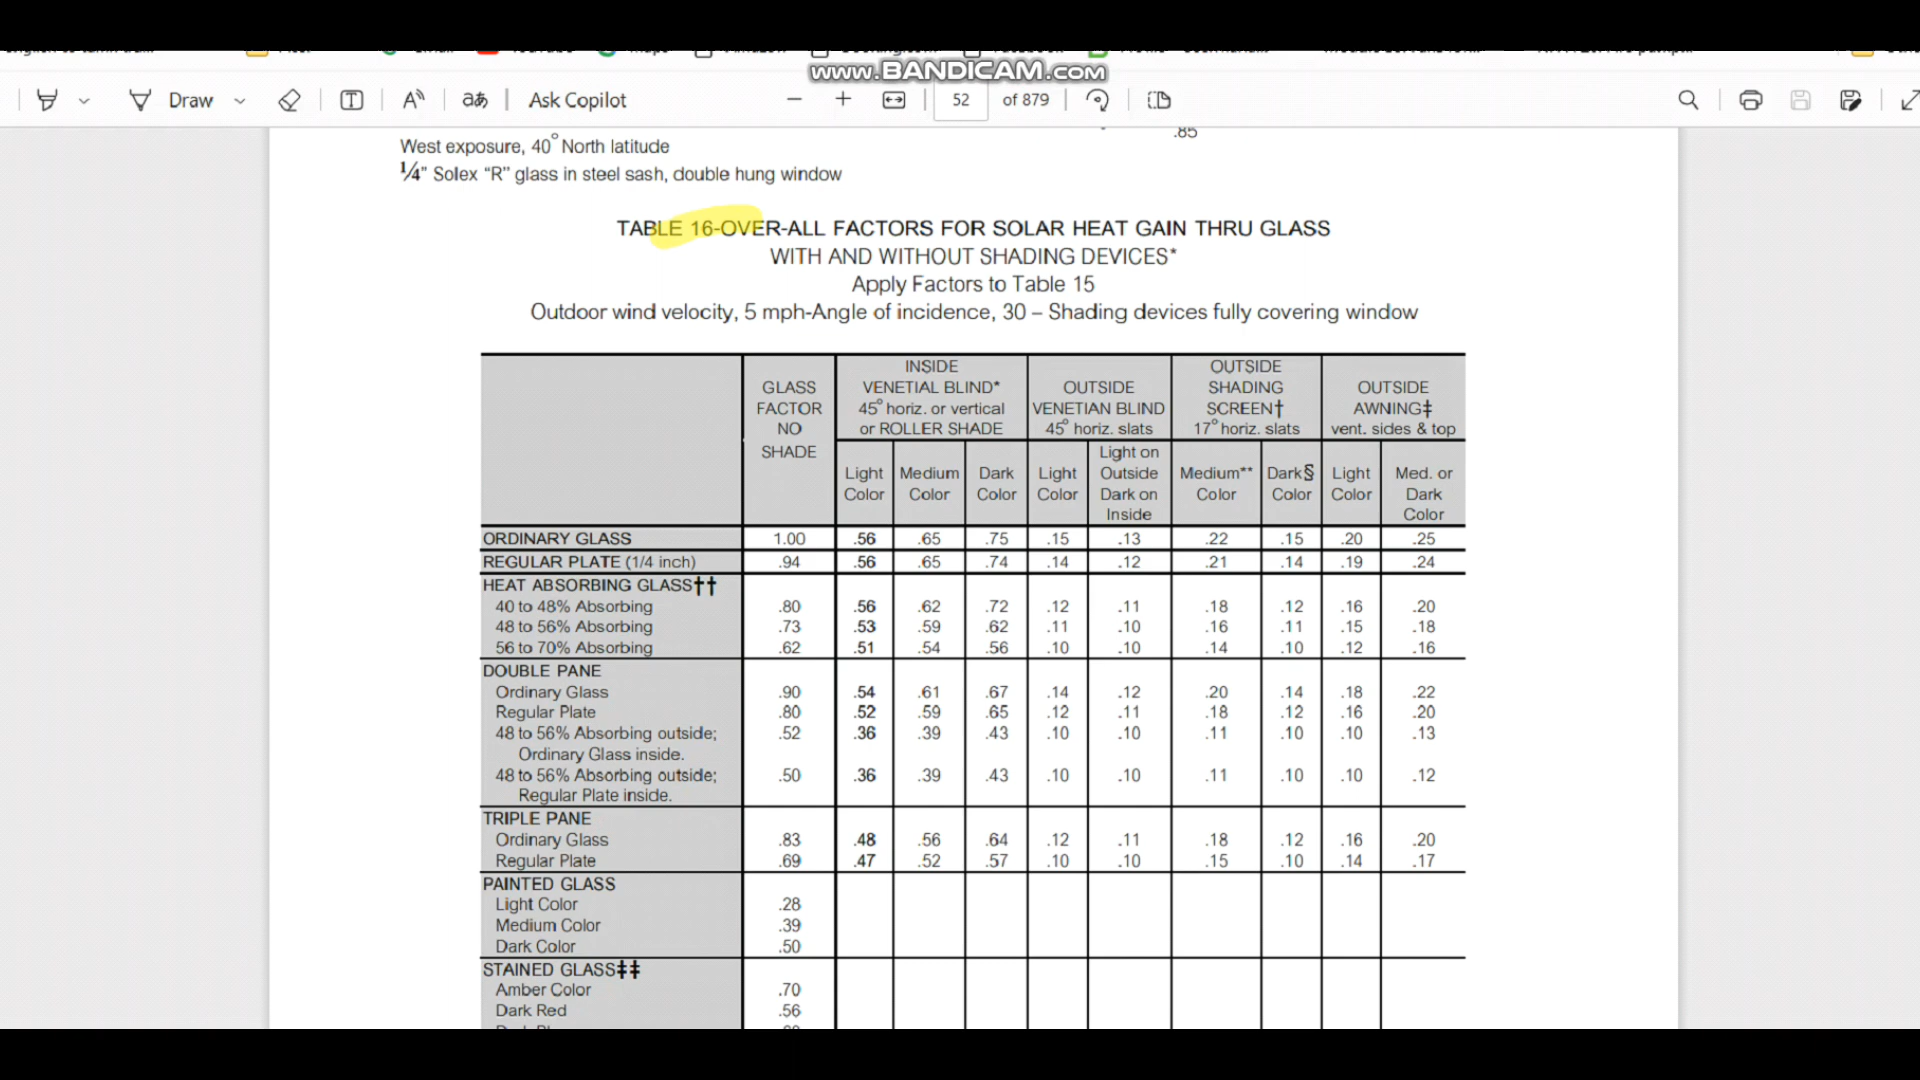 www.BANDICAM.com
Draw
aあ
Ask Copilot
52 of 879
.85
West exposure, 40° North latitude
¼" Solex "R" glass in steel sash, double hung window
TABLE 16-OVER-ALL FACTORS FOR SOLAR HEAT GAIN THRU GLASS
WITH AND WITHOUT SHADING DEVICES*
Apply Factors to Table 15
Outdoor wind velocity, 5 mph-Angle of incidence, 30 – Shading devices fully covering window
GLASS FACTOR NO SHADE
INSIDE VENETIAL BLIND* 45° horiz. or vertical or ROLLER SHADE
OUTSIDE VENETIAN BLIND 45° horiz. slats
OUTSIDE SHADING SCREEN† 17° horiz. slats
OUTSIDE AWNING‡ vent. sides & top
Light Color Medium Color Dark Color Light Color Light on Outside Dark on Inside Medium** Color Dark§ Color Light Color Med. or Dark Color
ORDINARY GLASS 1.00 .56 .65 .75 .15 .13 .22 .15 .20 .25
REGULAR PLATE (1/4 inch) .94 .56 .65 .74 .14 .12 .21 .14 .19 .24
HEAT ABSORBING GLASS††
40 to 48% Absorbing .80 .56 .62 .72 .12 .11 .18 .12 .16 .20
48 to 56% Absorbing .73 .53 .59 .62 .11 .10 .16 .11 .15 .18
56 to 70% Absorbing .62 .51 .54 .56 .10 .10 .14 .10 .12 .16
DOUBLE PANE
Ordinary Glass .90 .54 .61 .67 .14 .12 .20 .14 .18 .22
Regular Plate .80 .52 .59 .65 .12 .11 .18 .12 .16 .20
48 to 56% Absorbing outside; .52 .36 .39 .43 .10 .10 .11 .10 .10 .13
Ordinary Glass inside.
48 to 56% Absorbing outside; .50 .36 .39 .43 .10 .10 .11 .10 .10 .12
Regular Plate inside.
TRIPLE PANE
Ordinary Glass .83 .48 .56 .64 .12 .11 .18 .12 .16 .20
Regular Plate .69 .47 .52 .57 .10 .10 .15 .10 .14 .17
PAINTED GLASS
Light Color .28
Medium Color .39
Dark Color .50
STAINED GLASS‡‡
Amber Color .70
Dark Red .56